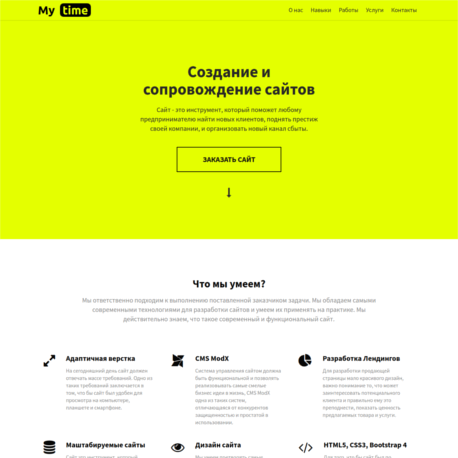 My time
О нас Навыки Работы Услуги Контакты
Создание и
сопровождение сайтов
Сайт - это инструмент, который поможет любому
предпринимателю найти новых клиентов, поднять престиж
своей компании, и организовать новый канал сбыты.
ЗАКАЗАТЬ САЙТ
Что мы умеем?
Мы ответственно подходим к выполнению поставленной заказчиком задачи. Мы обладаем самыми
современными технологиями для разработки сайтов и умеем их применять на практике. Мы
действительно знаем, что такое современный и функциональный сайт.
Адаптичная верстка
На сегодняшний день сайт должен
отвечать массе требований. Одно из
таких требований заключается в
том, что бы сайт был удобен для
просмотра на компьютере,
планшете и смартфоне.
CMS ModX
Система управления сайтом должна
быть функциональной и позволять
реализовывать самые смелые
бизнес идеи в жизнь, CMS ModX
одна из таких систем,
отличающаяся от конкурентов
защищенностью и простатой в
использовании.
Разработка Лендингов
Для разработки продающей
страницы мало красивого дизайна,
важно понимание то, что может
заинтересовать потенциального
клиента и правильно ему это
преподнести, показать ценность
предлагаемых товара и услуги.
Маштабируемые сайты
Дизайн сайта
HTML5, CSS3, Bootstrap 4